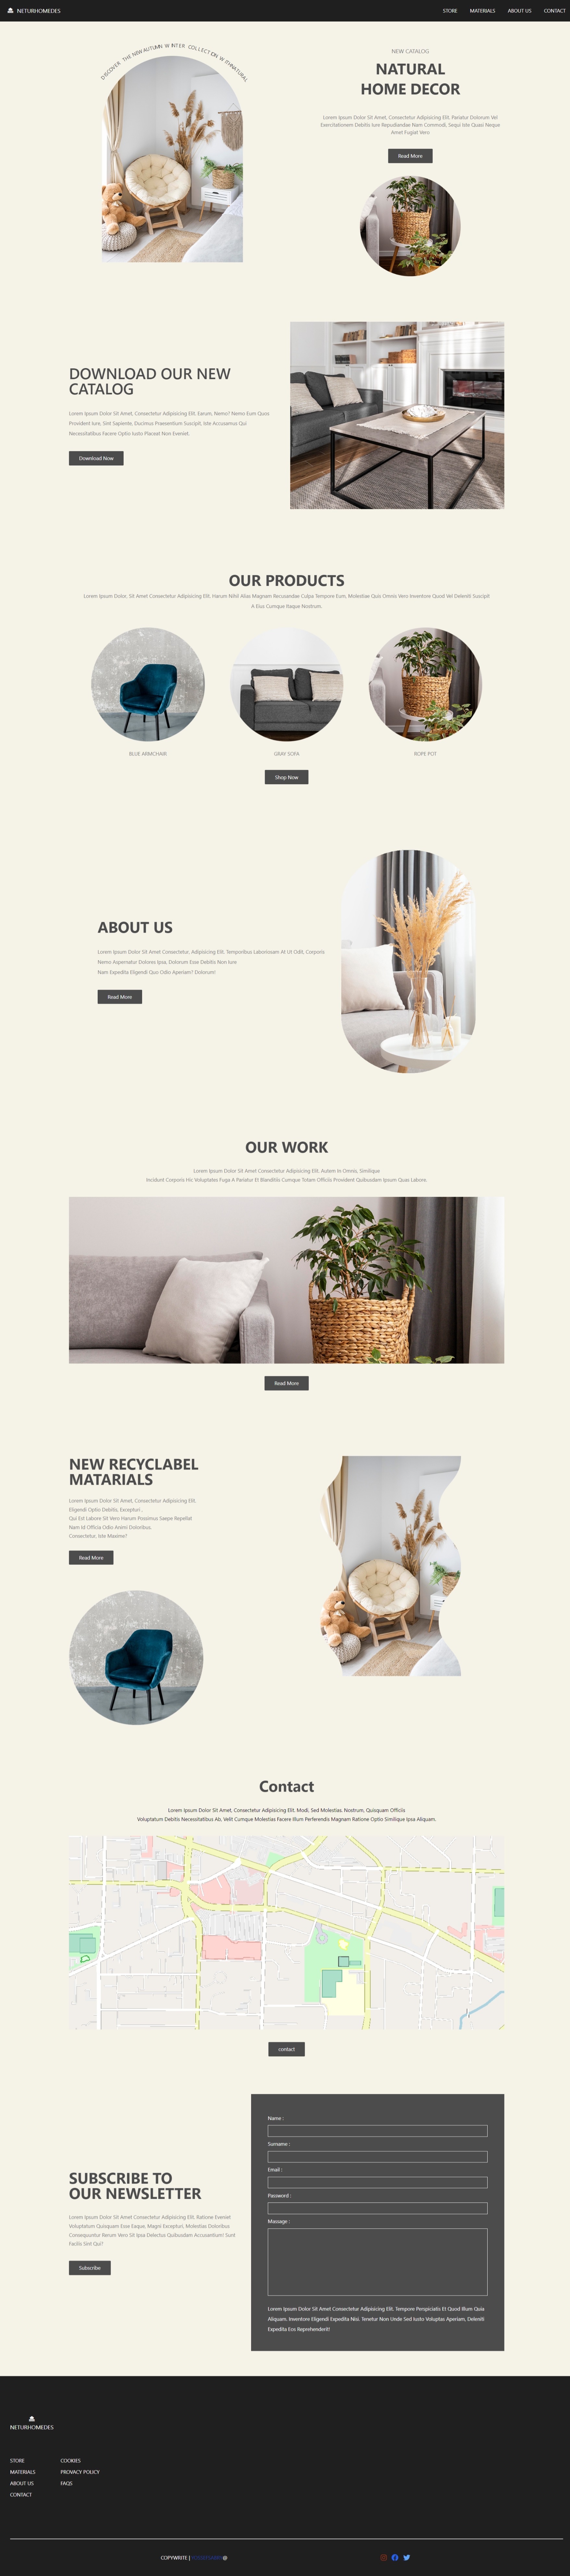 NETURHOMEDES
STORE MATERIALS ABOUT US CONTACT
DISCOVER THE NEW AUTUMN WINTER COLLECTION WITH NATURAL
NEW CATALOG
NATURAL
HOME DECOR
Lorem Ipsum Dolor Sit Amet, Consectetur Adipisicing Elit. Pariatur Dolorum Vel
Exercitationem Debitis Iure Repudiandae Nam Commodi, Sequi Iste Quasi Neque
Amet Fugiat Vero
Read More
DOWNLOAD OUR NEW
CATALOG
Lorem Ipsum Dolor Sit Amet, Consectetur Adipisicing Elit. Earum, Nemo? Nemo Eum Quos
Provident Iure, Sint Sapiente, Ducimus Praesentium Suscipit, Iste Accusamus Qui
Necessitatibus Facere Optio Iusto Placeat Non Eveniet.
Download Now
OUR PRODUCTS
Lorem Ipsum Dolor, Sit Amet Consectetur Adipisicing Elit. Harum Nihil Alias Magnam Recusandae Culpa Tempore Eum, Molestiae Quis Omnis Vero Inventore Quod Vel Deleniti Suscipit
A Eius Cumque Itaque Nostrum.
BLUE ARMCHAIR
GRAY SOFA
ROPE POT
Shop Now
ABOUT US
Lorem Ipsum Dolor Sit Amet Consectetur, Adipisicing Elit. Temporibus Laboriosam At Ut Odit, Corporis
Nemo Aspernatur Dolores Ipsa, Dolorum Esse Debitis Non Iure
Nam Expedita Eligendi Quo Odio Aperiam? Dolorum!
Read More
OUR WORK
Lorem Ipsum Dolor Sit Amet Consectetur Adipisicing Elit. Autem In Omnis, Similique
Incidunt Corporis Hic Voluptates Fuga A Pariatur Et Blanditiis Cumque Totam Officiis Provident Quibusdam Ipsum Quas Labore.
Read More
NEW RECYCLABEL
MATARIALS
Lorem Ipsum Dolor Sit Amet, Consectetur Adipisicing Elit.
Eligendi Optio Debitis, Excepturi .
Qui Est Labore Sit Vero Harum Possimus Saepe Repellat
Nam Id Officia Odio Animi Doloribus.
Consectetur, Iste Maxime?
Read More
Contact
Lorem Ipsum Dolor Sit Amet, Consectetur Adipisicing Elit. Modi, Sed Molestias. Nostrum, Quisquam Officiis
Voluptatum Debitis Necessitatibus Ab, Velit Cumque Molestias Facere Illum Perferendis Magnam Ratione Optio Similique Ipsa Aliquam.
contact
SUBSCRIBE TO
OUR NEWSLETTER
Lorem Ipsum Dolor Sit Amet Consectetur Adipisicing Elit. Ratione Eveniet
Voluptatum Quisquam Esse Eaque, Magni Excepturi, Molestiae Doloribus
Consequuntur Rerum Vero Sit Ipsa Delectus Quibusdam Accusantium? Sunt
Facilis Sint Qui?
Subscribe
Name :
Surname :
Email :
Password :
Massage :
Lorem Ipsum Dolor Sit Amet Consectetur Adipisicing Elit. Tempore Perspiciatis Et Quod Illum Quia
Aliquam. Inventore Eligendi Expedita Nisi. Tenetur Non Unde Sed Iusto Voluptas Aperiam, Deleniti
Expedita Eos Reprehenderit!
NETURHOMEDES
STORE COOKIES
MATERIALS PROVACY POLICY
ABOUT US FAQS
CONTACT
COPYWRITE | @